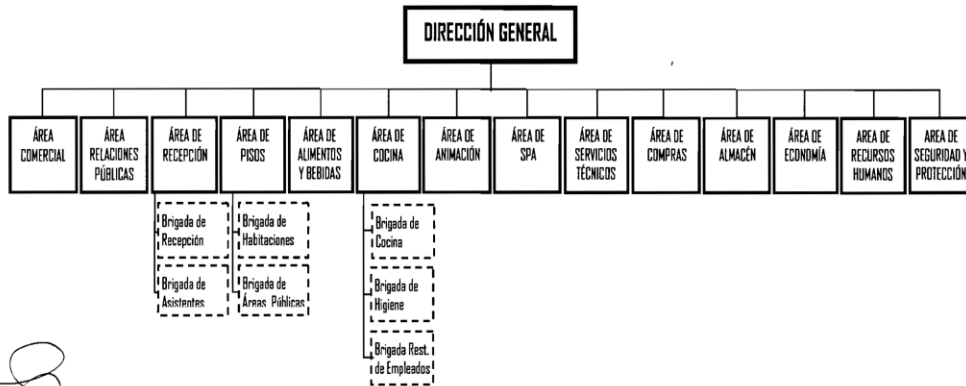 DIRECCIÓN GENERAL
ÁREA
COMERCIAL
ÁREA
RELACIONES
PÚBLICAS
ÁREA DE
RECEPCIÓN
ÁREA DE
PISOS
ÁREA DE
ALIMENTOS
Y BEBIDAS
ÁREA DE
COCINA
ÁREA DE
ANIMACIÓN
ÁREA DE
SPA
ÁREA DE
SERVICIOS
TÉCNICOS
ÁREA DE
COMPRAS
ÁREA DE
ALMACÉN
ÁREA DE
ECONOMÍA
AREA DE
RECURSOS
HUMANOS
AREA DE
SEGURIDAD Y
PROTECCIÓN
Brigada de
Recepción
Brigada de
Asistentes
Brigada de
Habitaciones
Brigada de
Áreas Públicas
Brigada de
Cocina
Brigada de
Higiene
Brigada Rest.
de Empleados